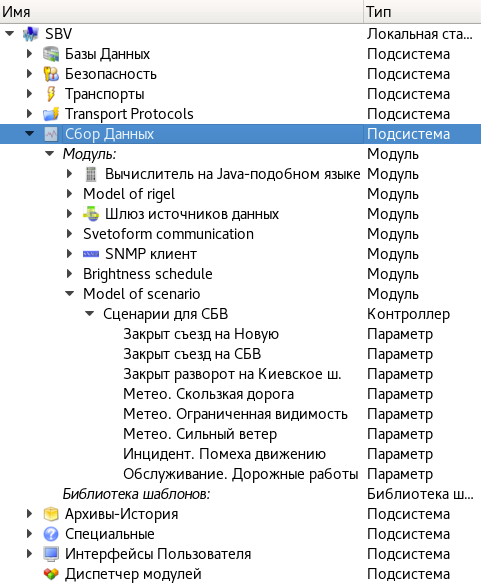 Имя Тип
SBV Локальная ста...
Базы Данных Подсистема
Безопасность Подсистема
Транспорты Подсистема
Transport Protocols Подсистема
Сбор Данных Подсистема
Модуль: Модуль
Вычислитель на Java-подобном языке Модуль
Model of rigel Модуль
Шлюз источников данных Модуль
Svetoform communication Модуль
SNMP клиент Модуль
Brightness schedule Модуль
Model of scenario Модуль
Сценарии для СБВ Контроллер
Закрыт съезд на Новую Параметр
Закрыт съезд на СБВ Параметр
Закрыт разворот на Киевское ш. Параметр
Метео. Скользкая дорога Параметр
Метео. Ограниченная видимость Параметр
Метео. Сильный ветер Параметр
Инцидент. Помеха движению Параметр
Обслуживание. Дорожные работы Параметр
Библиотека шаблонов: Библиотека ш...
Архивы-История Подсистема
Специальные Подсистема
Интерфейсы Пользователя Подсистема
Диспетчер модулей Подсистема